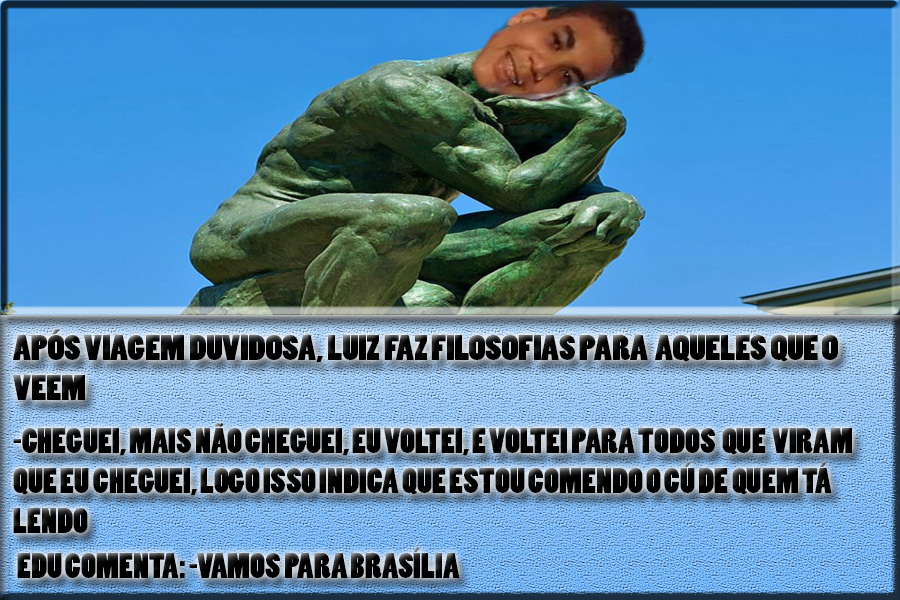 APÓS VIAGEM DUVIDOSA, LUIZ FAZ FILOSOFIAS PARA AQUELES QUE O
VEEM
-CHEGUEI, MAIS NÃO CHEGUEI, EU VOLTEI, E VOLTEI PARA TODOS QUE VIRAM
QUE EU CHEGUEI, LOGO ISSO INDICA QUE ESTOU COMENDO O CÚ DE QUEM TÁ
LENDO
EDU COMENTA: -VAMOS PARA BRASÍLIA